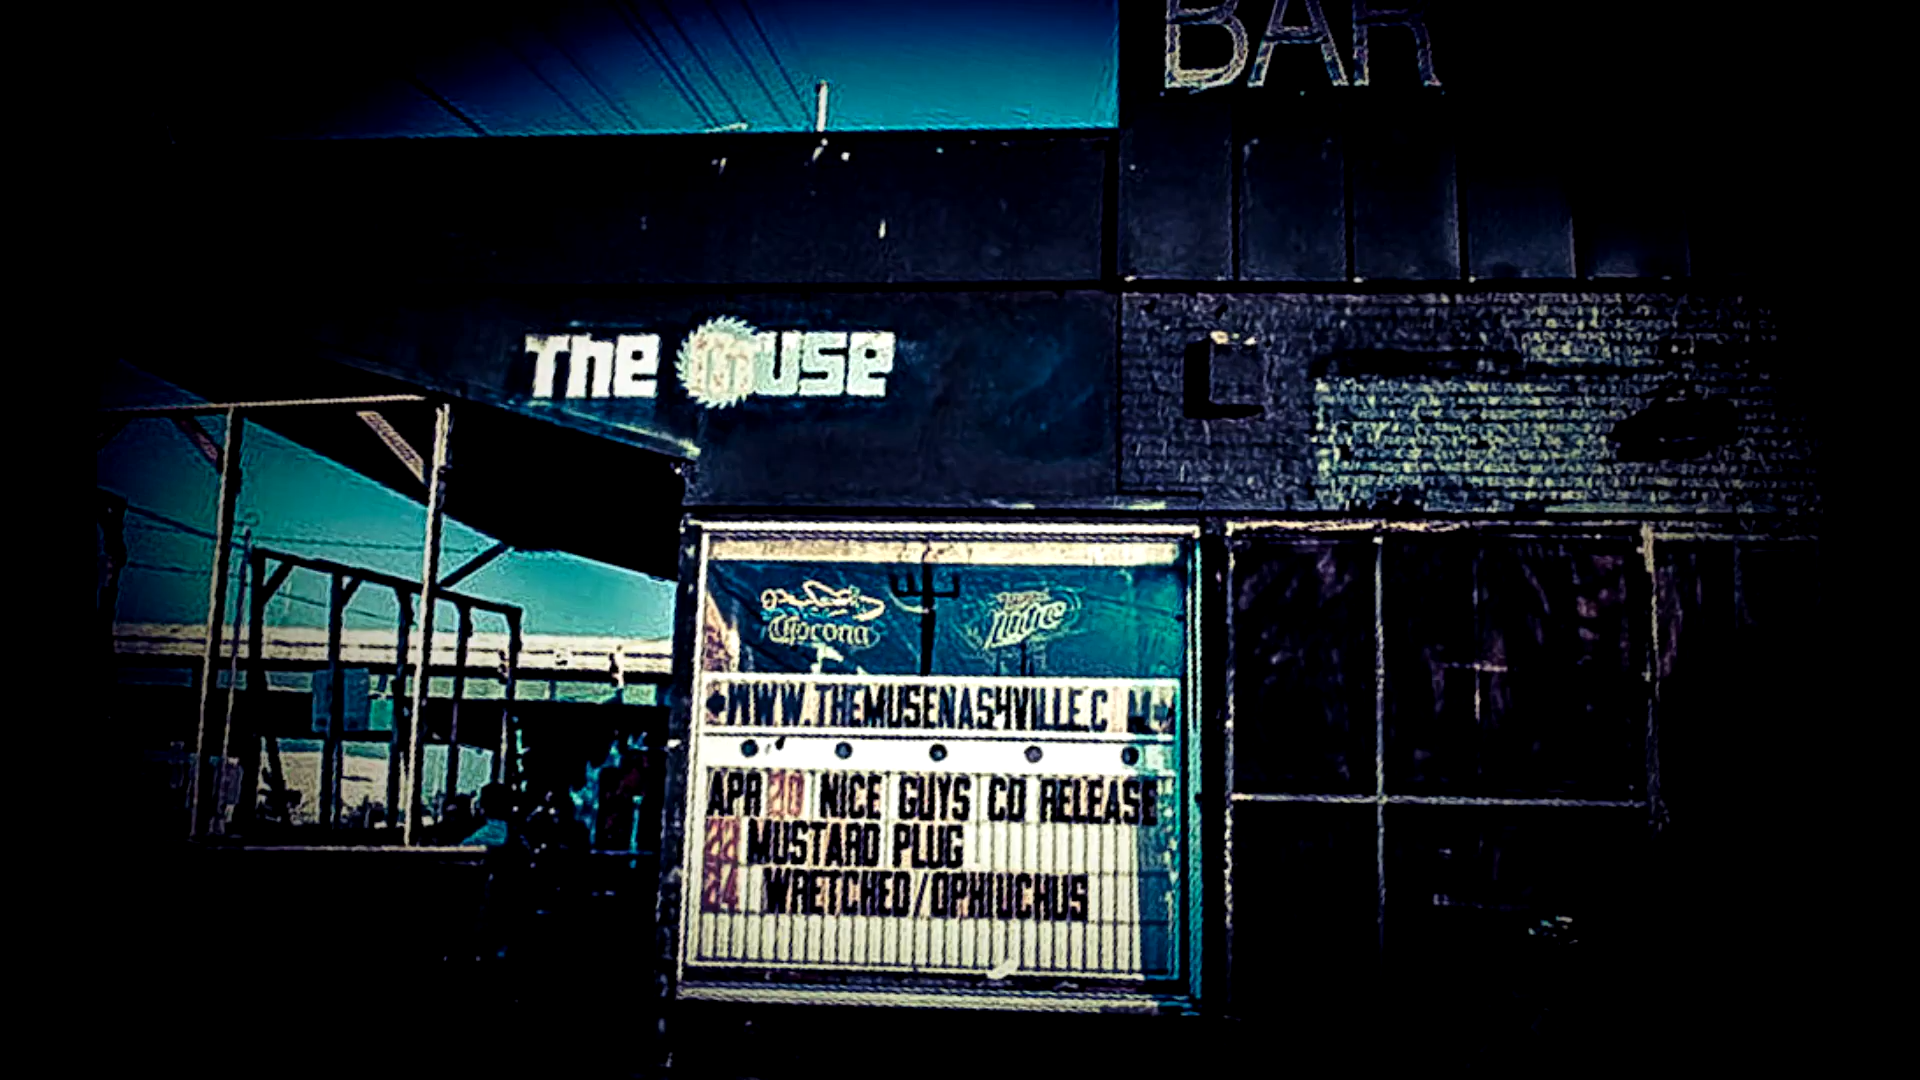 BAR
The muse
Corona
Miller
Lite
WWW.THEMUSENASHVILLE.C M
APR 20 NICE GUYS CD RELEASE
22 MUSTARD PLUG
24 WRETCHED/OPHIUCHUS